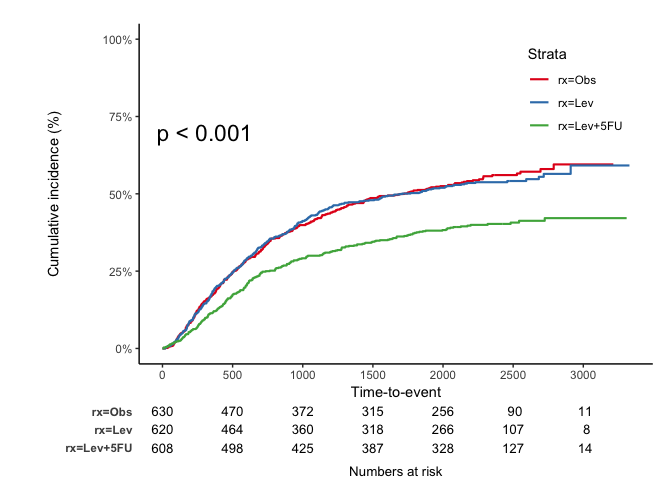 100%
75%
50%
25%
0%
Cumulative incidence (%)
p < 0.001
Strata
rx=Obs
rx=Lev
rx=Lev+5FU
0 500 1000 1500 2000 2500 3000
Time-to-event
rx=Obs 630 470 372 315 256 90 11
rx=Lev 620 464 360 318 266 107 8
rx=Lev+5FU 608 498 425 387 328 127 14
Numbers at risk